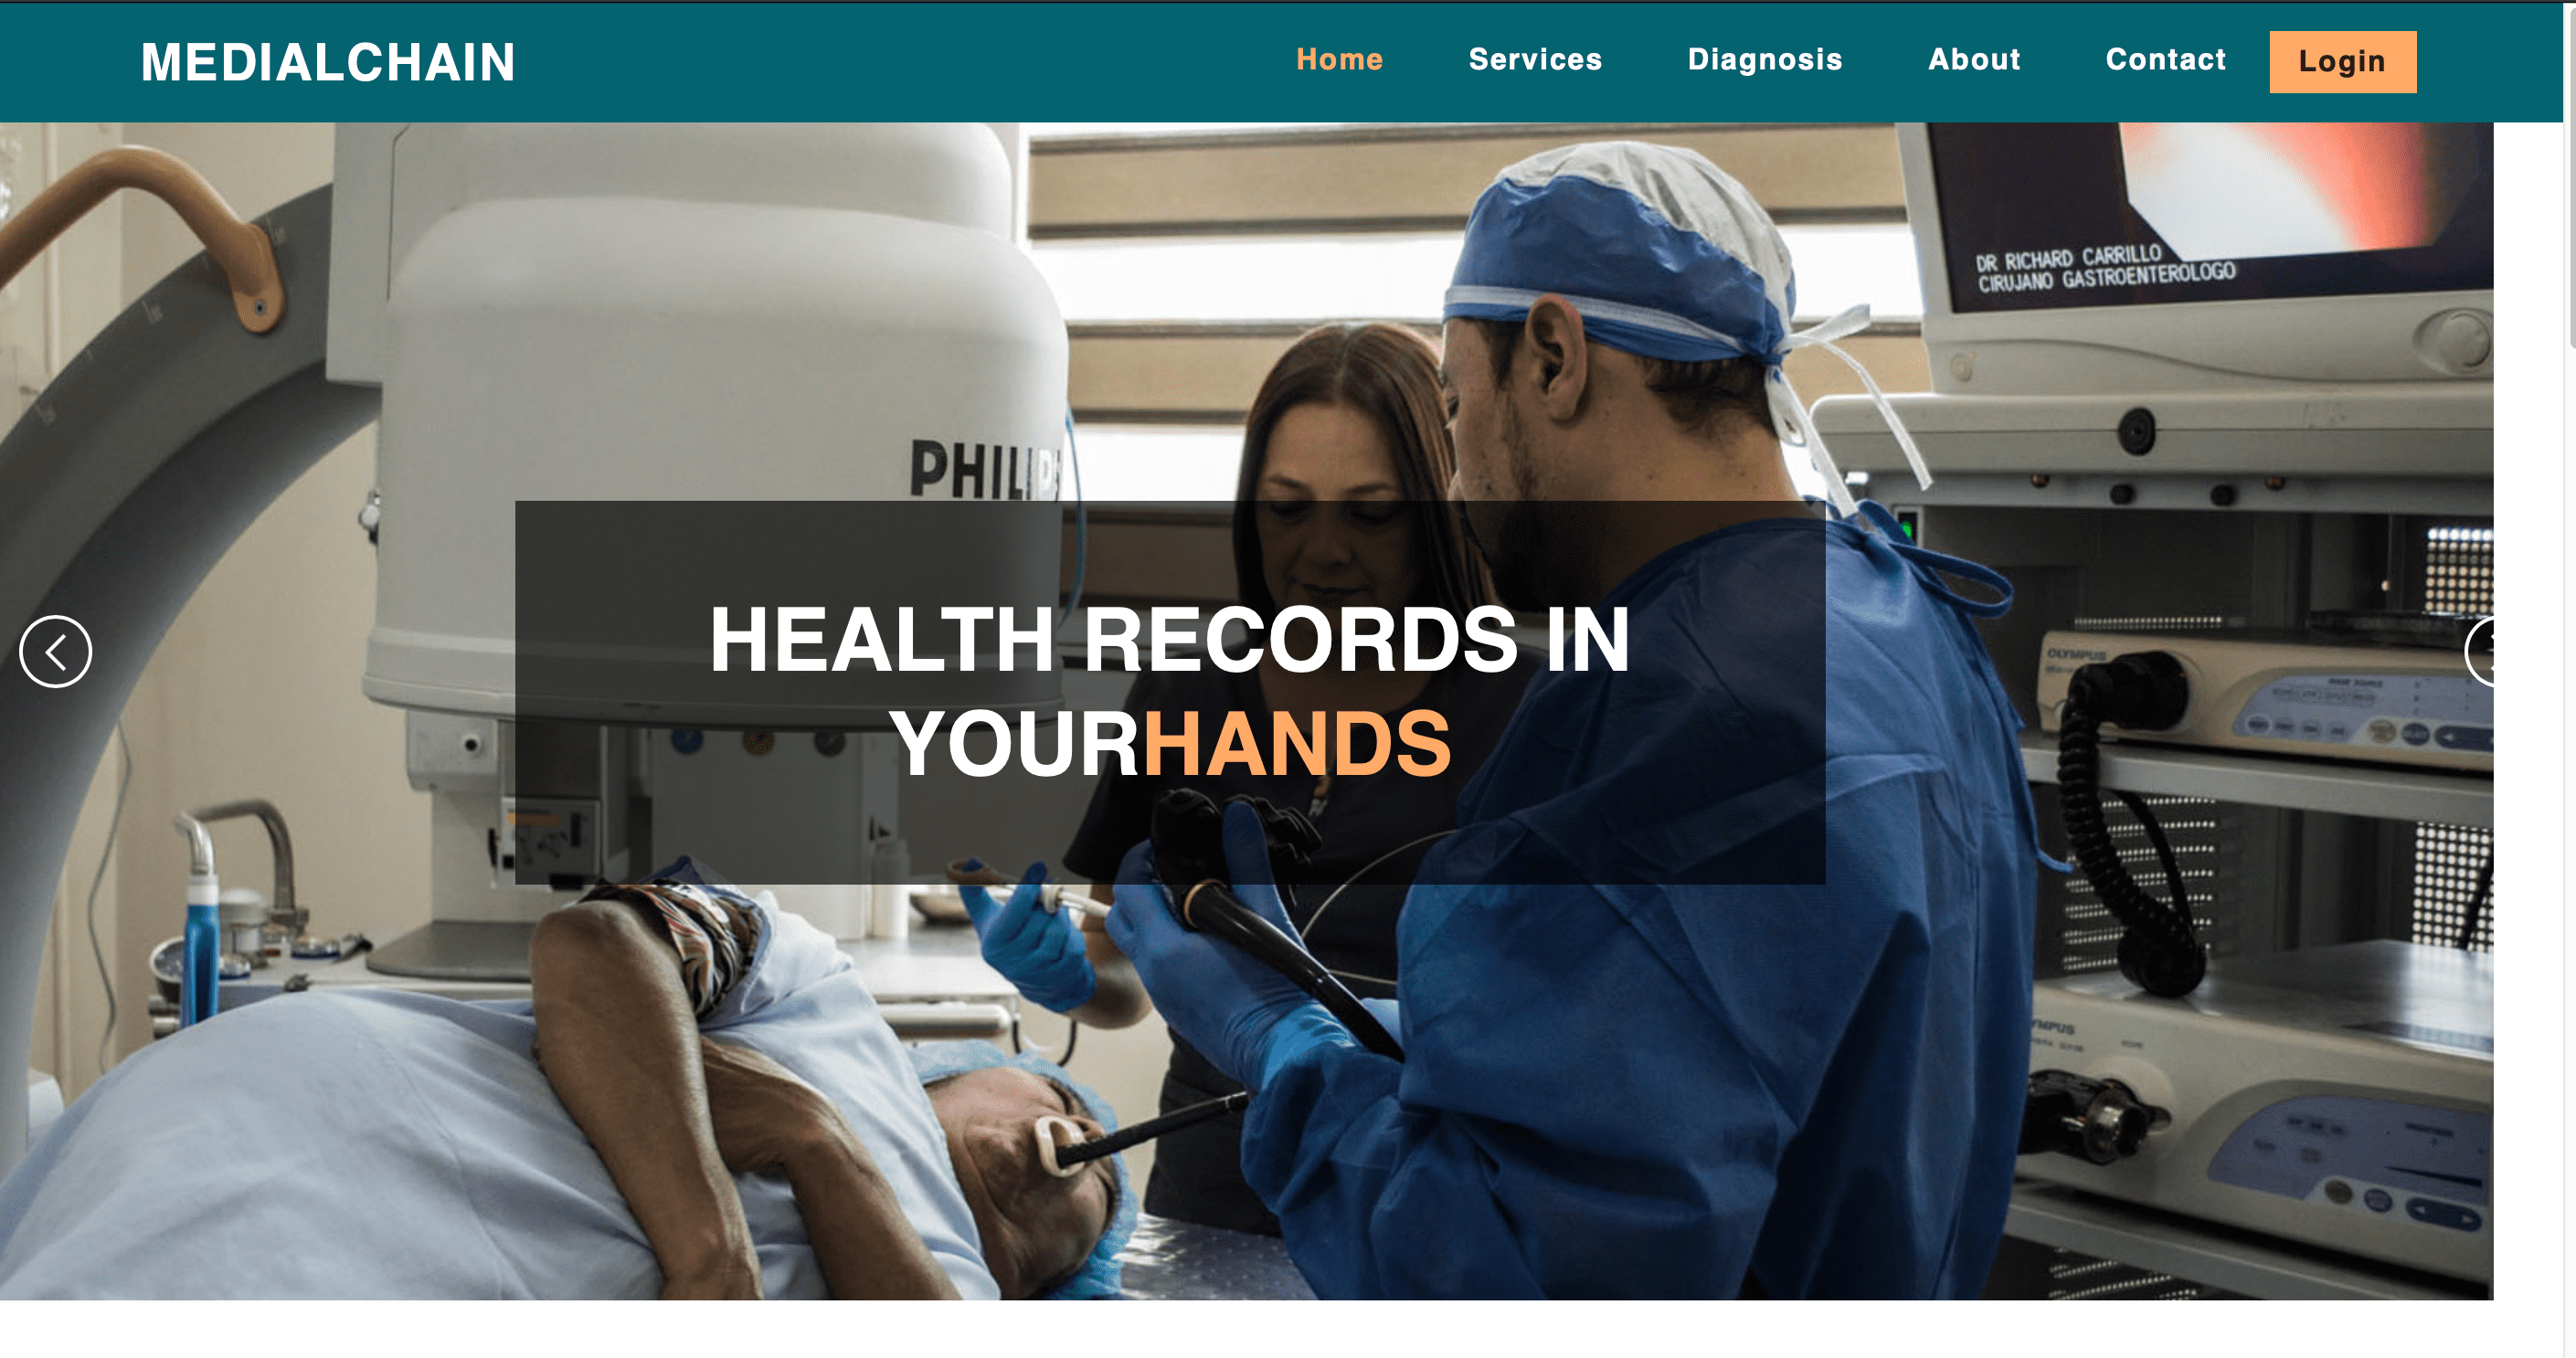 MEDIALCHAIN
Home Services Diagnosis About Contact Login
DR RICHARD CARRILLO
CIRUJANO GASTROENTEROLOGO
PHILIPS
HEALTH RECORDS IN
YOURHANDS
OLYMPUS